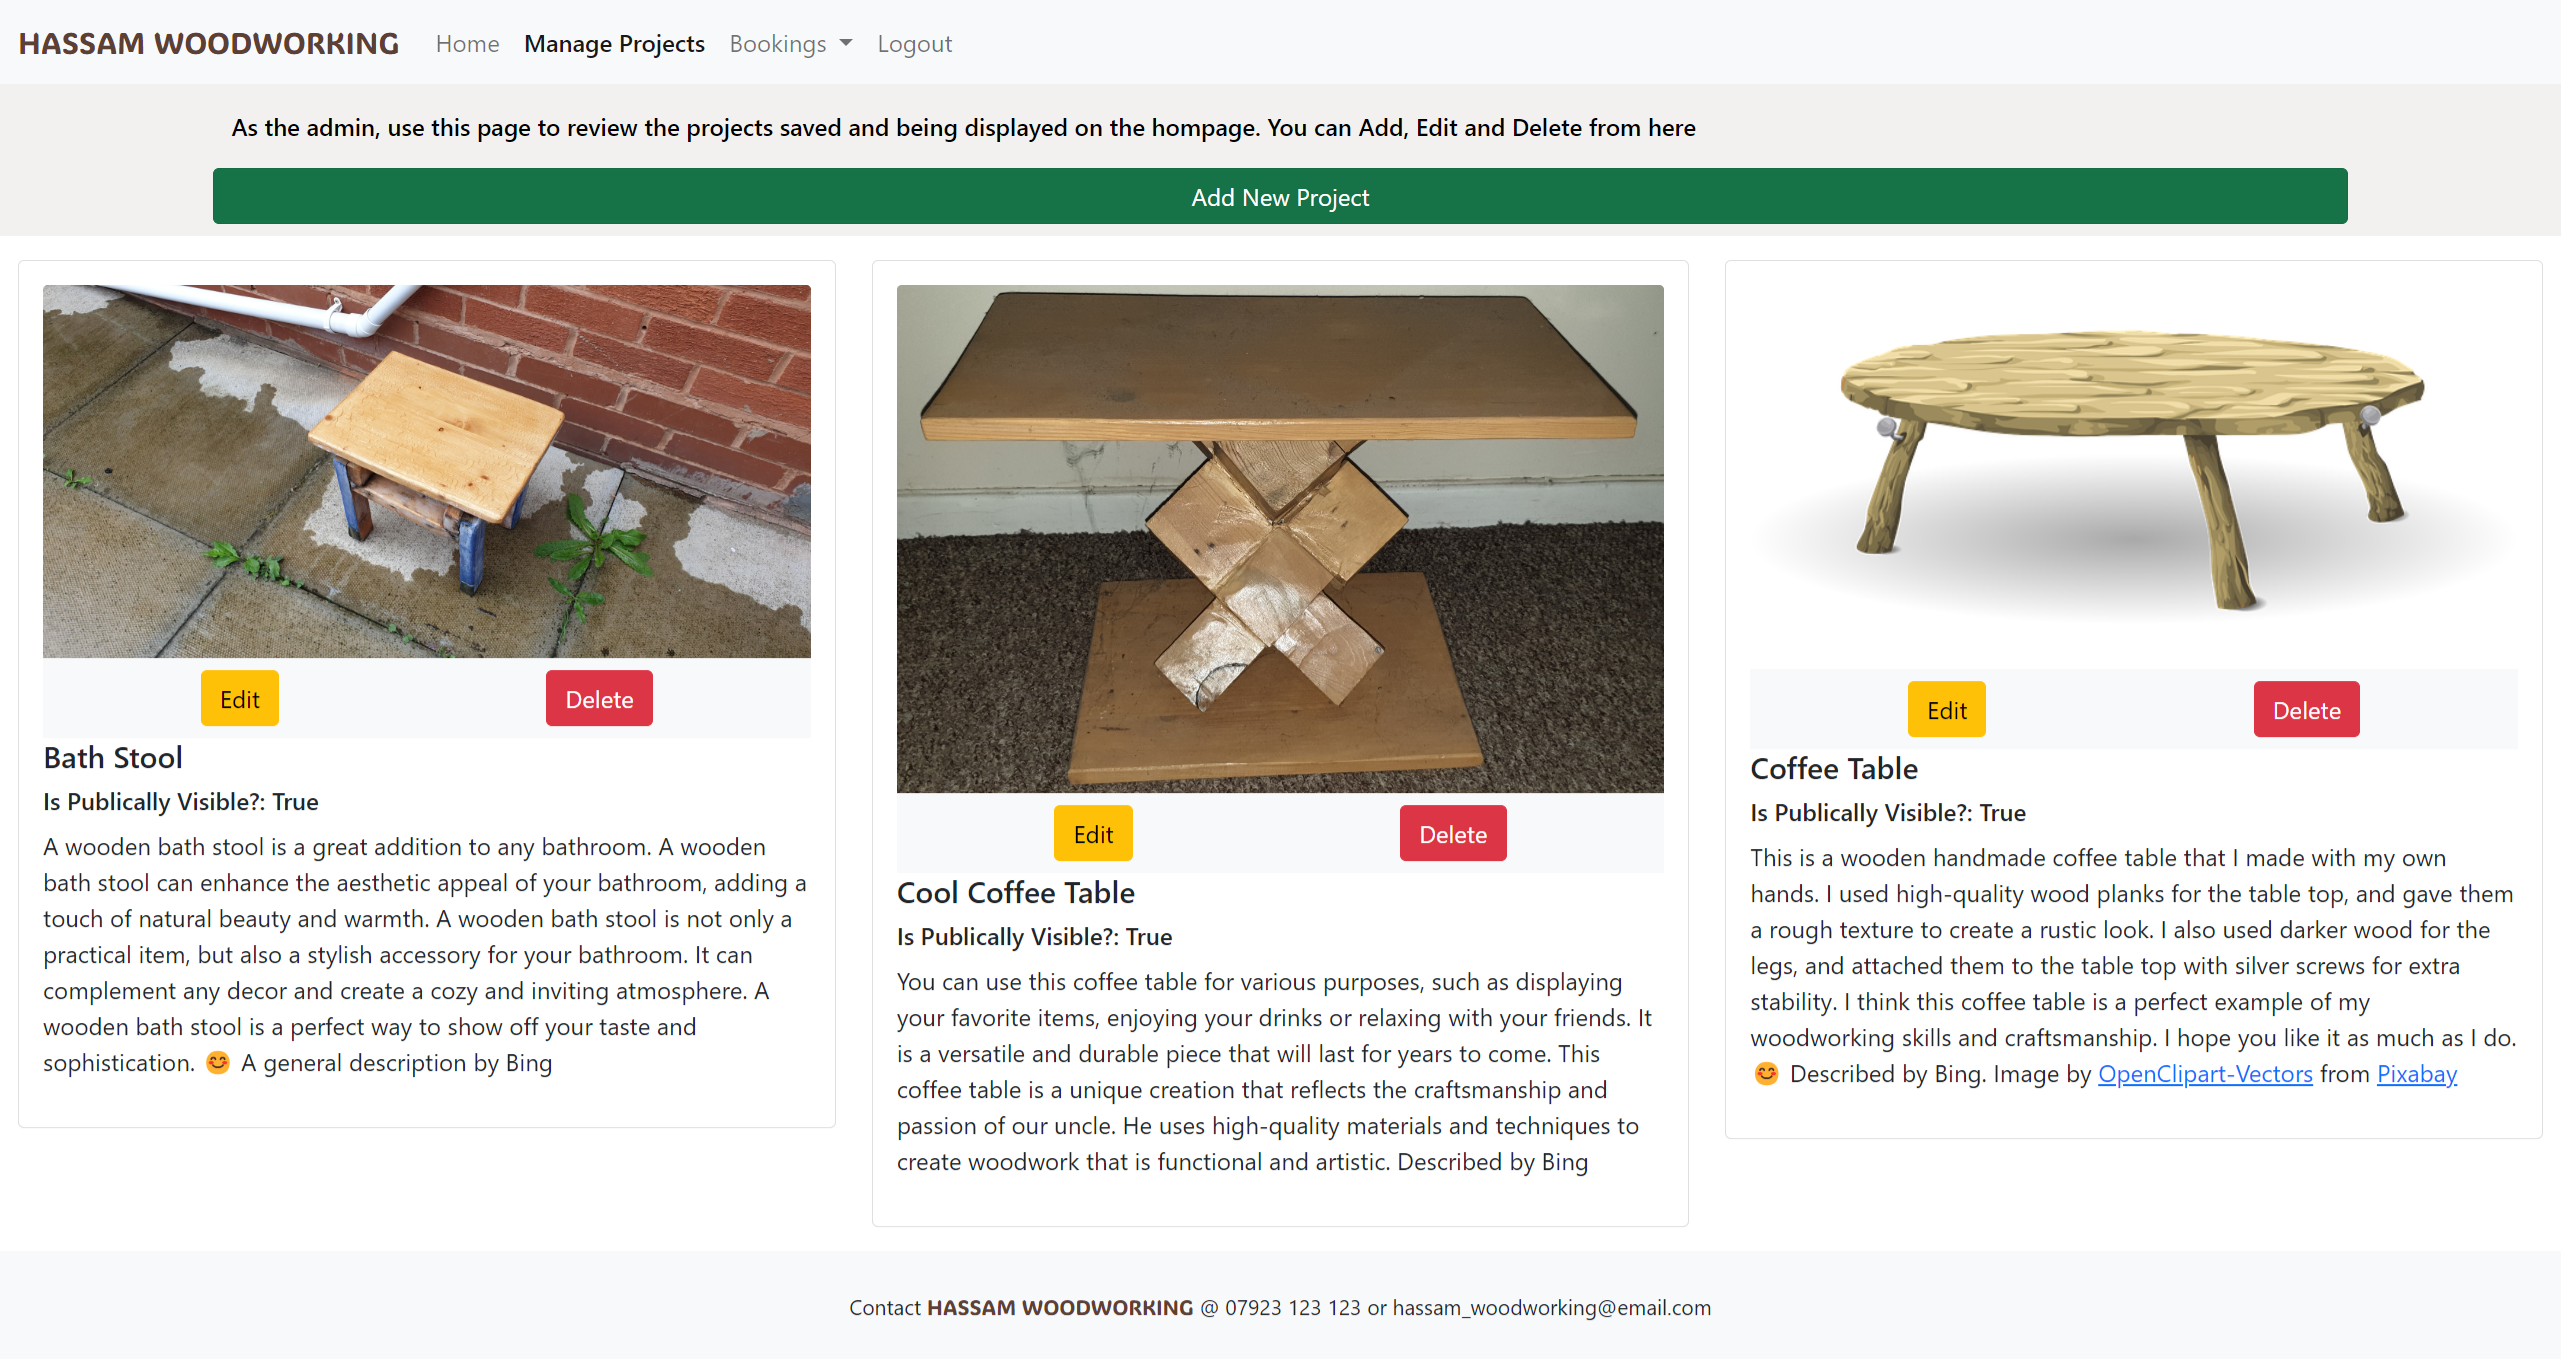 HASSAM WOODWORKING Home Manage Projects Bookings Logout
As the admin, use this page to review the projects saved and being displayed on the hompage. You can Add, Edit and Delete from here
Add New Project
Edit Delete
Bath Stool
Is Publically Visible?: True
A wooden bath stool is a great addition to any bathroom. A wooden
bath stool can enhance the aesthetic appeal of your bathroom, adding a
touch of natural beauty and warmth. A wooden bath stool is not only a
practical item, but also a stylish accessory for your bathroom. It can
complement any decor and create a cozy and inviting atmosphere. A
wooden bath stool is a perfect way to show off your taste and
sophistication. 😊 A general description by Bing
Edit Delete
Cool Coffee Table
Is Publically Visible?: True
You can use this coffee table for various purposes, such as displaying
your favorite items, enjoying your drinks or relaxing with your friends. It
is a versatile and durable piece that will last for years to come. This
coffee table is a unique creation that reflects the craftsmanship and
passion of our uncle. He uses high-quality materials and techniques to
create woodwork that is functional and artistic. Described by Bing
Edit Delete
Coffee Table
Is Publically Visible?: True
This is a wooden handmade coffee table that I made with my own
hands. I used high-quality wood planks for the table top, and gave them
a rough texture to create a rustic look. I also used darker wood for the
legs, and attached them to the table top with silver screws for extra
stability. I think this coffee table is a perfect example of my
woodworking skills and craftsmanship. I hope you like it as much as I do.
😊 Described by Bing. Image by OpenClipart-Vectors from Pixabay
Contact HASSAM WOODWORKING @ 07923 123 123 or hassam_woodworking@email.com